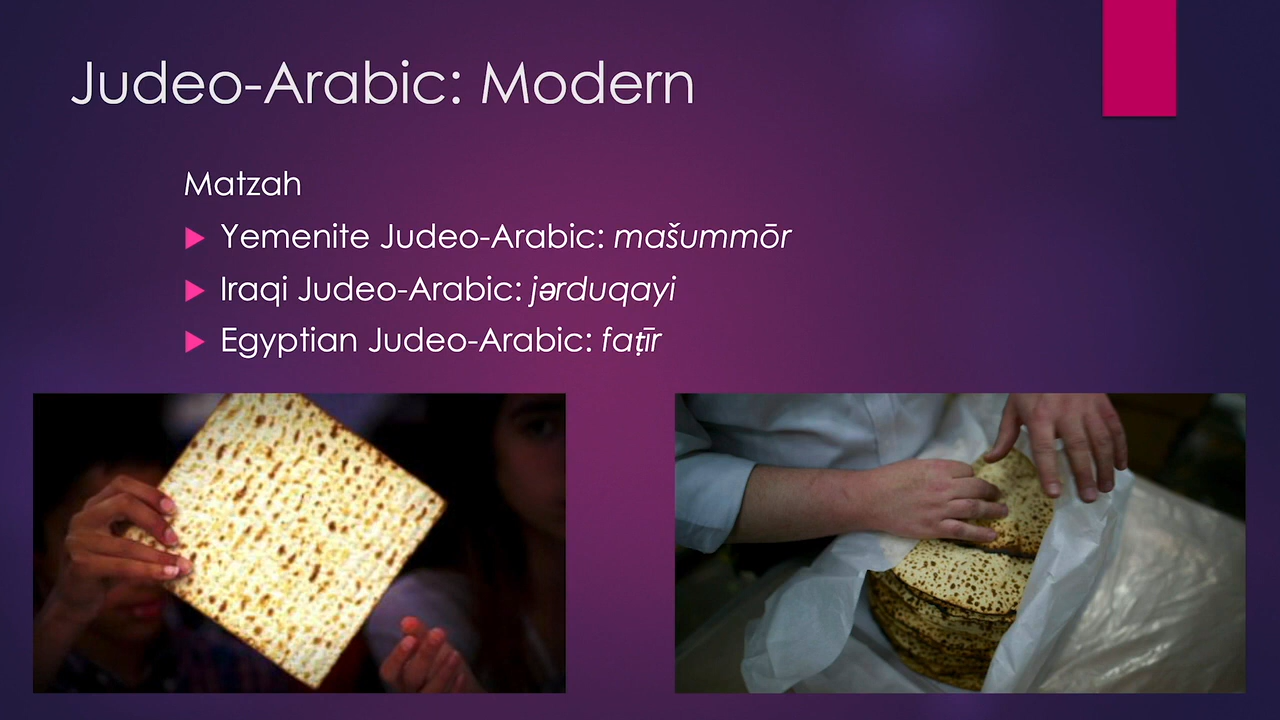 Judeo-Arabic: Modern
Matzah
Yemenite Judeo-Arabic: mašummōr
Iraqi Judeo-Arabic: jərduqayi
Egyptian Judeo-Arabic: faṭīr